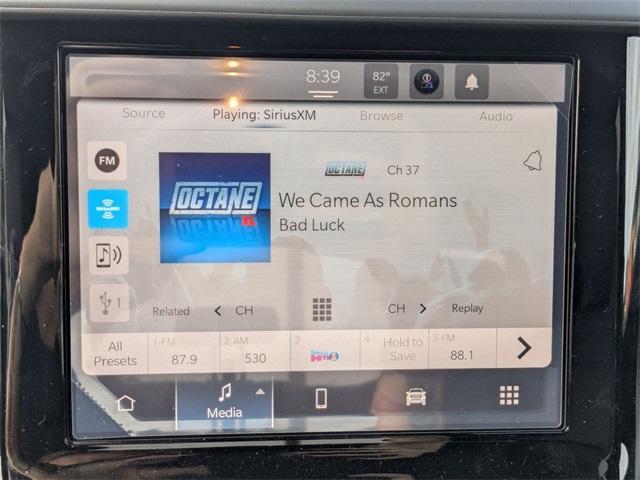 8:39
82°
EXT
Source Playing: SiriusXM Browse Audio
FM
OCTANE Ch 37
OCTANE
We Came As Romans
Bad Luck
SiriusXM
1
Related CH CH Replay
All
Presets
1-FM
87.9
2-AM
530
3
4
Hold to
Save
5-FM
88.1
Media